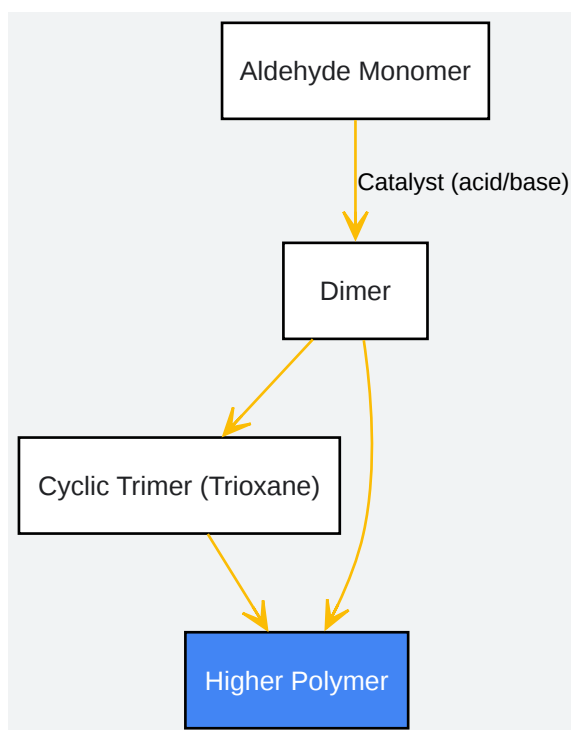 Aldehyde Monomer
Catalyst (acid/base)
Dimer
Cyclic Trimer (Trioxane)
Higher Polymer